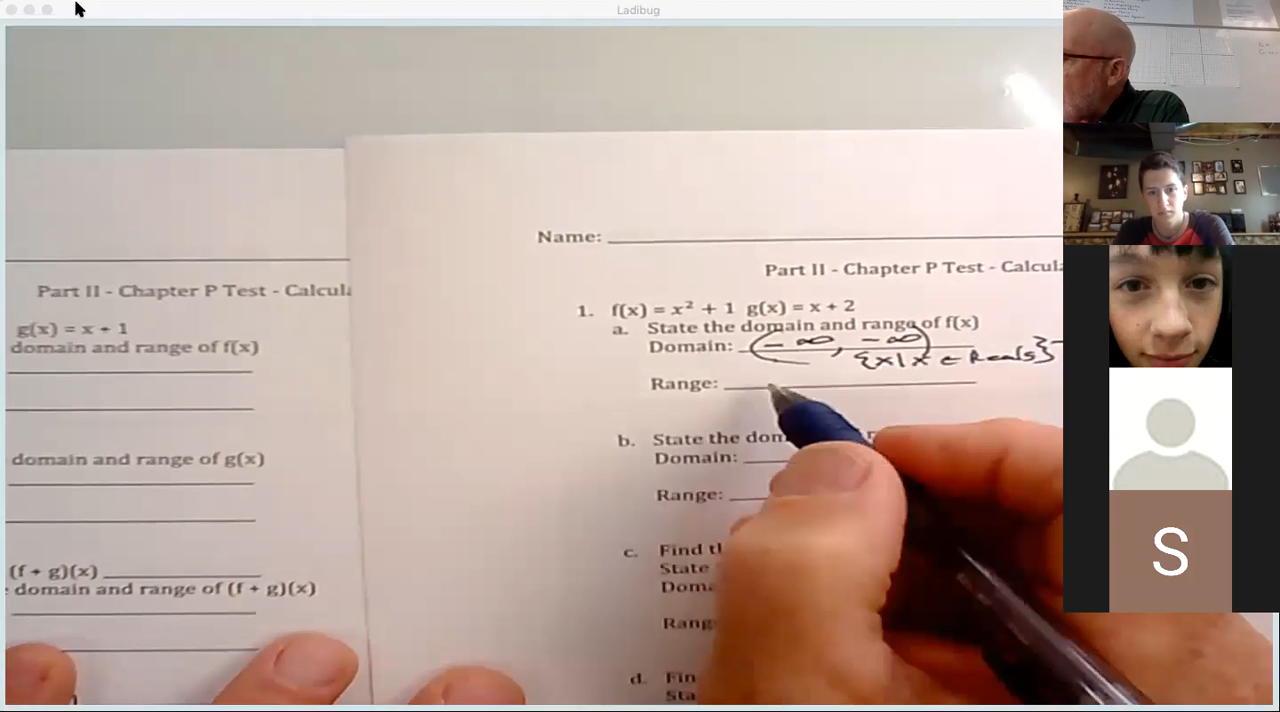 Ladibug
Part II - Chapter P Test - Calcula
g(x) = x + 1
domain and range of f(x)
domain and range of g(x)
(f + g)(x)
domain and range of (f + g)(x)
Name:
Part II - Chapter P Test - Calcula
1. f(x) = x² + 1 g(x) = x + 2
a. State the domain and range of f(x)
Domain: (- ∞, - ∞)
{x | x ∈ Reals}
Range:
b. State the dom
Domain:
Range:
c. Find th
State
Doma
Rang
d. Fin
Sta
S